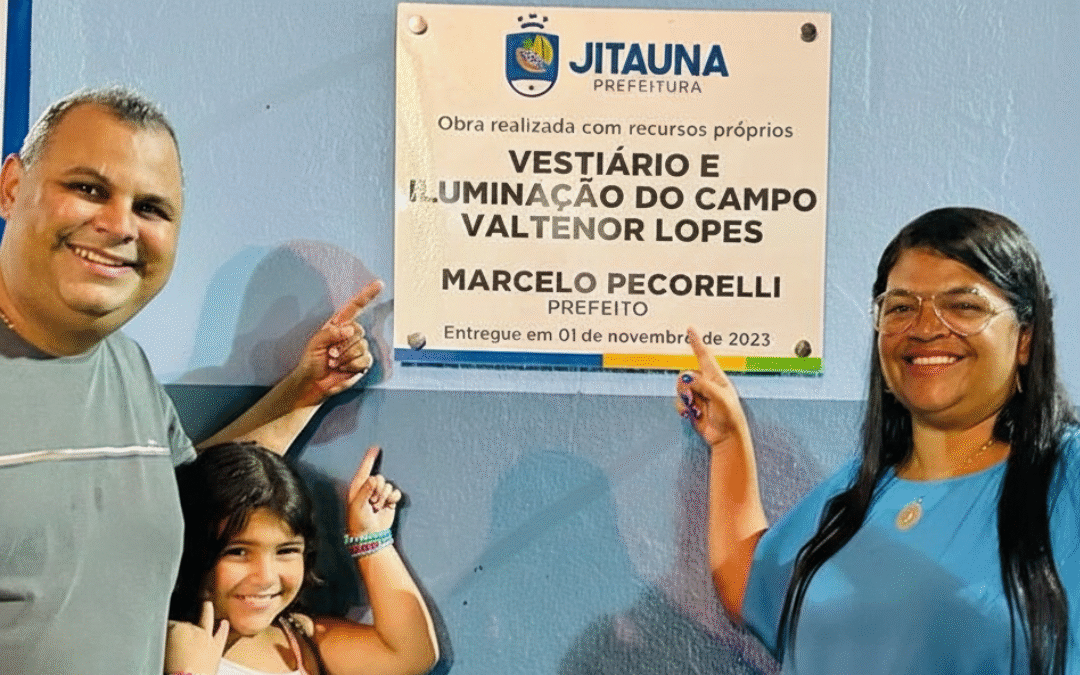 JITAUNA
PREFEITURA
Obra realizada com recursos próprios
VESTIÁRIO E
ILUMINAÇÃO DO CAMPO
VALTENOR LOPES
MARCELO PECORELLI
PREFEITO
Entregue em 01 de novembro de 2023